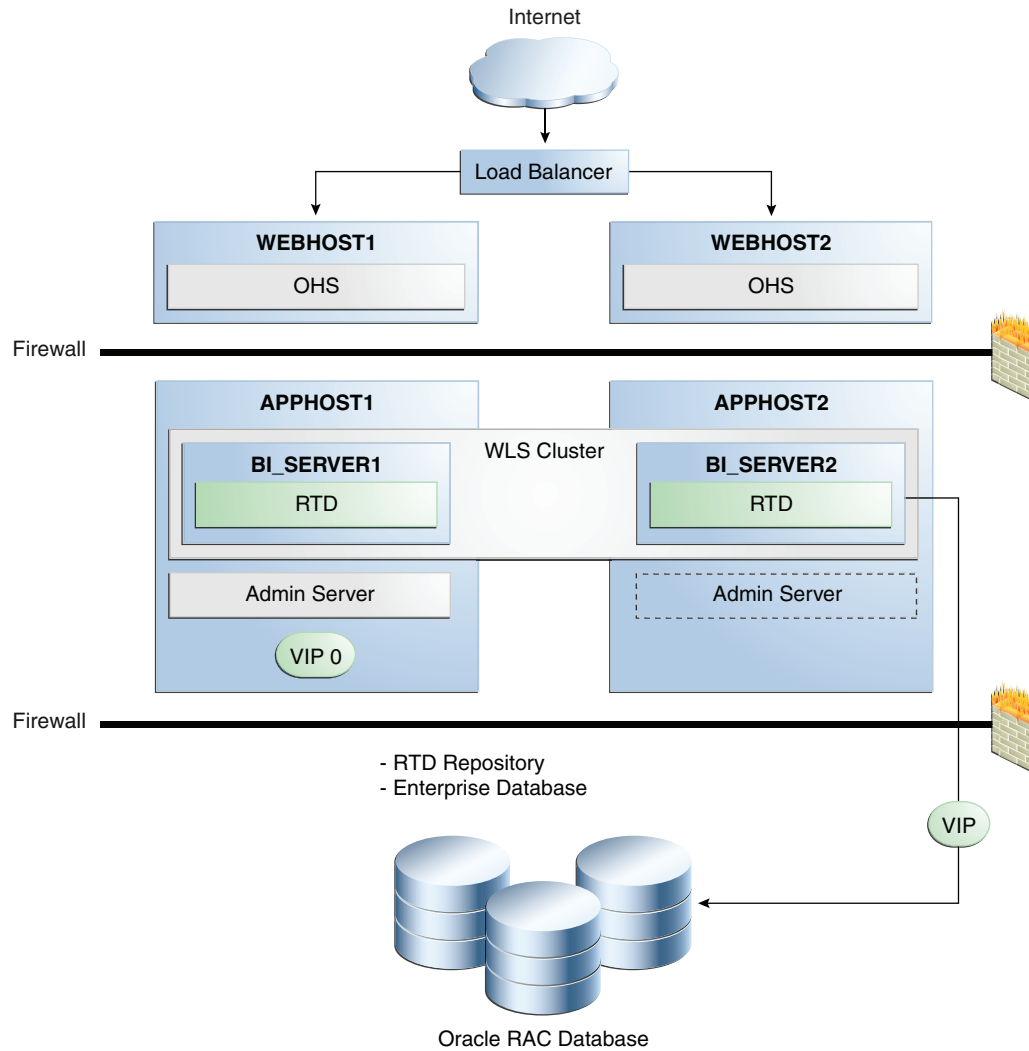 Internet
Load Balancer
WEBHOST1
OHS
WEBHOST2
OHS
Firewall
APPHOST1
APPHOST2
WLS Cluster
BI_SERVER1
RTD
BI_SERVER2
RTD
Admin Server
Admin Server
VIP 0
Firewall
- RTD Repository
- Enterprise Database
VIP
Oracle RAC Database